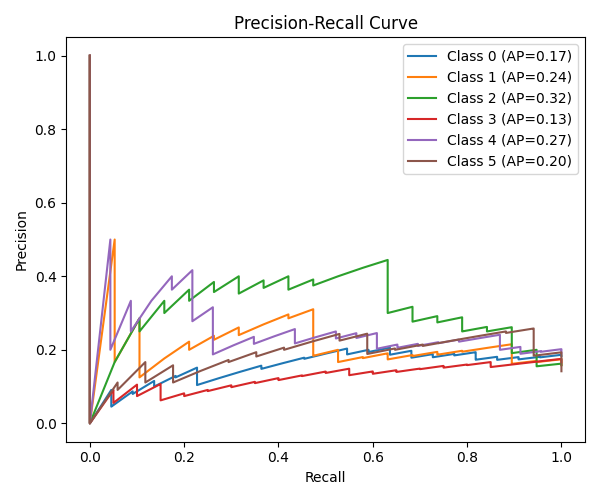 Precision-Recall Curve
Class 0 (AP=0.17)
Class 1 (AP=0.24)
Class 2 (AP=0.32)
Class 3 (AP=0.13)
Class 4 (AP=0.27)
Class 5 (AP=0.20)
1.0
0.8
0.6
0.4
0.2
0.0
Precision
0.0 0.2 0.4 0.6 0.8 1.0
Recall